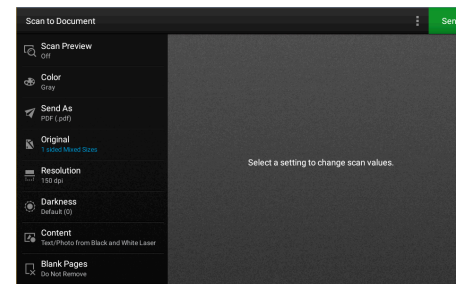 Scan to Document
Sen
Scan Preview
Off
Color
Gray
Send As
PDF (.pdf)
Original
1 sided Mixed Sizes
Resolution
150 dpi
Darkness
Default (0)
Content
Text/Photo from Black and White Laser
Blank Pages
Do Not Remove
Select a setting to change scan values.